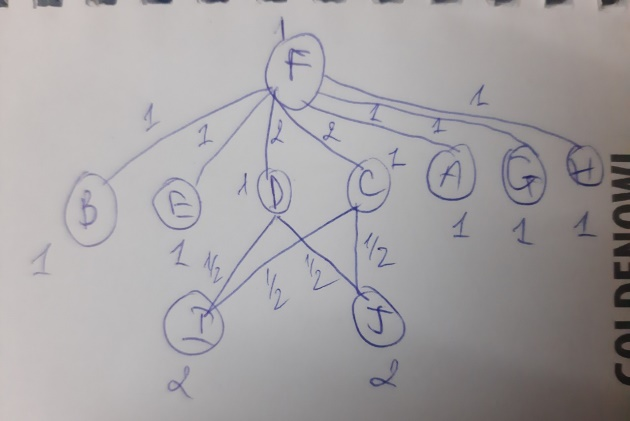 1
F
1 1 2 2 1 1 1
B E 1 D C 1 A G H
1 1 1 1 1
1/2 1/2 1/2 1/2
I J
2 2
GOLDENOWL